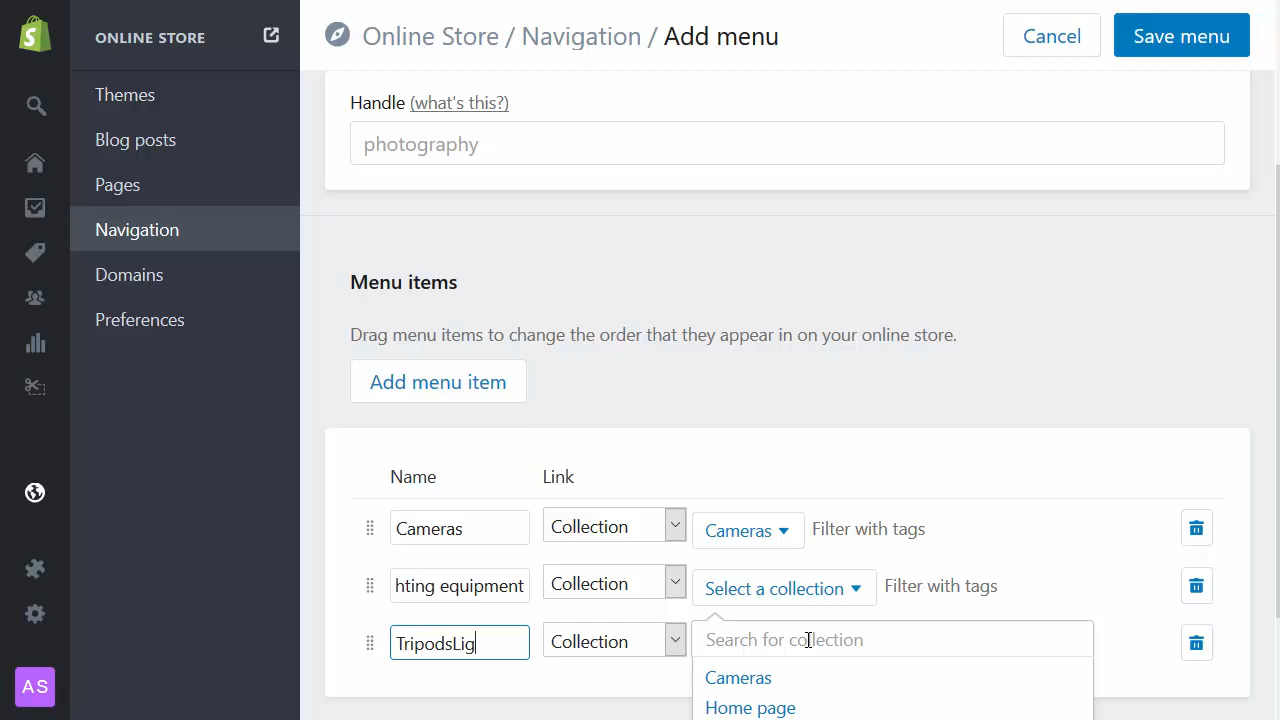 ONLINE STORE
Themes
Blog posts
Pages
Navigation
Domains
Preferences
AS
Online Store / Navigation / Add menu
Cancel
Save menu
Handle (what's this?)
photography
Menu items
Drag menu items to change the order that they appear in on your online store.
Add menu item
Name Link
Cameras Collection Cameras Filter with tags
hting equipment Collection Select a collection Filter with tags
TripodsLig Collection Search for collection
Cameras
Home page